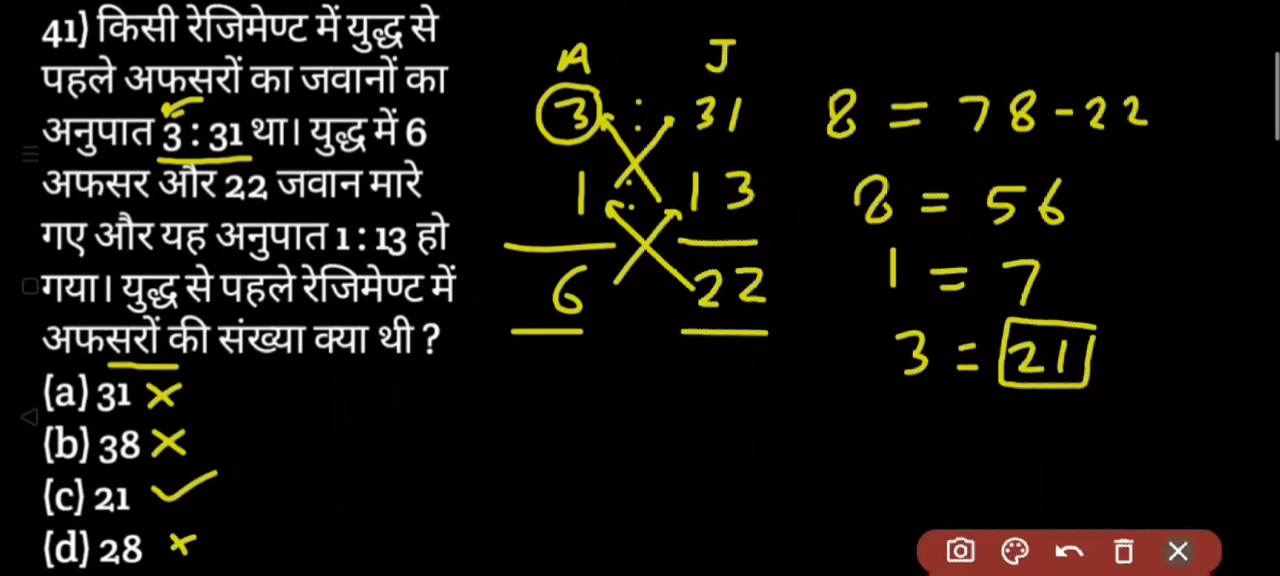 41) किसी रेजिमेण्ट में युद्ध से
पहले अफसरों का जवानों का
अनुपात 3 : 31 था। युद्ध में 6
अफसर और 22 जवान मारे
गए और यह अनुपात 1 : 13 हो
गया। युद्ध से पहले रेजिमेण्ट में
अफसरों की संख्या क्या थी ?
(a) 31 ×
(b) 38 ×
(c) 21 ✓
(d) 28 ×
A J
3 : 31
1 : 13
6 22
8 = 78 - 22
8 = 56
1 = 7
3 = 21